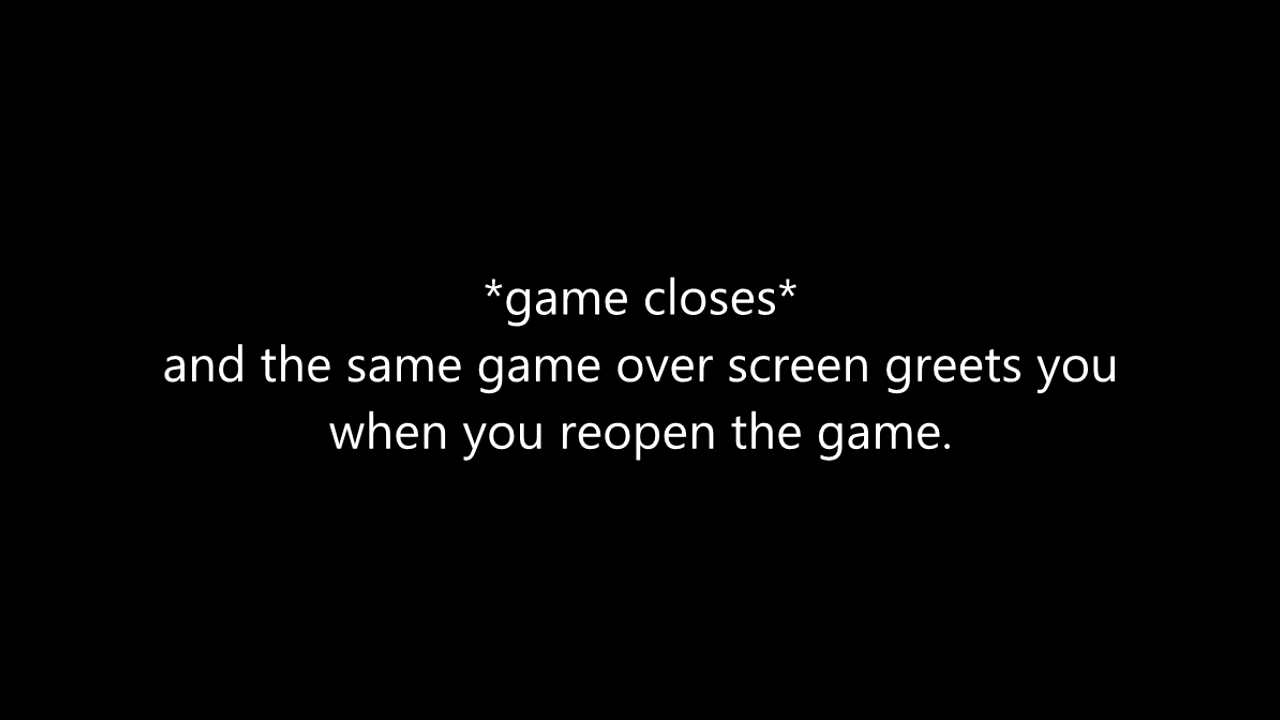 *game closes*
and the same game over screen greets you
when you reopen the game.